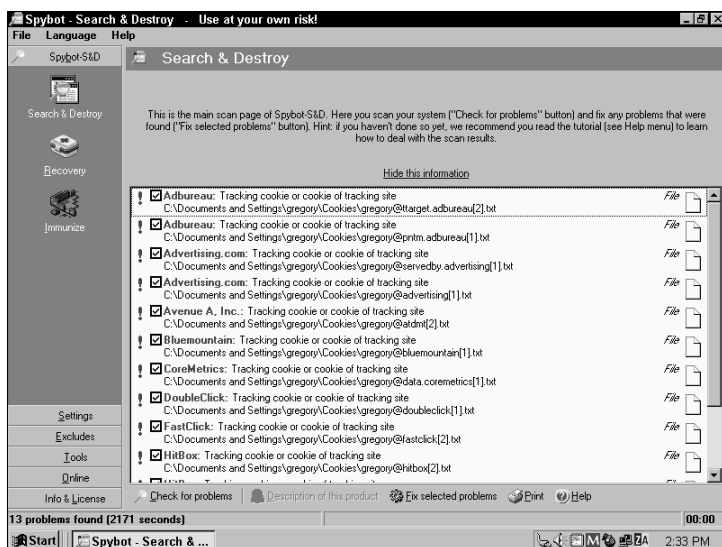 Spybot - Search & Destroy - Use at your own risk!
File Language Help
Spybot-S&D
Search & Destroy
Search & Destroy
Recovery
Immunize
This is the main scan page of Spybot-S&D. Here you scan your system ("Check for problems" button) and fix any problems that were
found ("Fix selected problems" button). Hint: if you haven't done so yet, we recommend you read the tutorial (see Help menu) to learn
how to deal with the scan results.
Hide this information
Adbureau: Tracking cookie or cookie of tracking site File
C:\Documents and Settings\gregory\Cookies\gregory@ttarget.adbureau[2].txt
Adbureau: Tracking cookie or cookie of tracking site File
C:\Documents and Settings\gregory\Cookies\gregory@pntm.adbureau[1].txt
Advertising.com: Tracking cookie or cookie of tracking site File
C:\Documents and Settings\gregory\Cookies\gregory@servedby.advertising[1].txt
Advertising.com: Tracking cookie or cookie of tracking site File
C:\Documents and Settings\gregory\Cookies\gregory@advertising[1].txt
Avenue A, Inc.: Tracking cookie or cookie of tracking site File
C:\Documents and Settings\gregory\Cookies\gregory@atdmt[2].txt
Bluemountain: Tracking cookie or cookie of tracking site File
C:\Documents and Settings\gregory\Cookies\gregory@bluemountain[1].txt
CoreMetrics: Tracking cookie or cookie of tracking site File
C:\Documents and Settings\gregory\Cookies\gregory@data.coremetrics[1].txt
DoubleClick: Tracking cookie or cookie of tracking site File
C:\Documents and Settings\gregory\Cookies\gregory@doubleclick[1].txt
FastClick: Tracking cookie or cookie of tracking site File
C:\Documents and Settings\gregory\Cookies\gregory@fastclick[2].txt
HitBox: Tracking cookie or cookie of tracking site File
C:\Documents and Settings\gregory\Cookies\gregory@hitbox[2].txt
Settings
Excludes
Tools
Online
Info & License
Check for problems Description of this product Fix selected problems Print Help
13 problems found (2171 seconds) 00:00
Start Spybot - Search & ... 2:33 PM